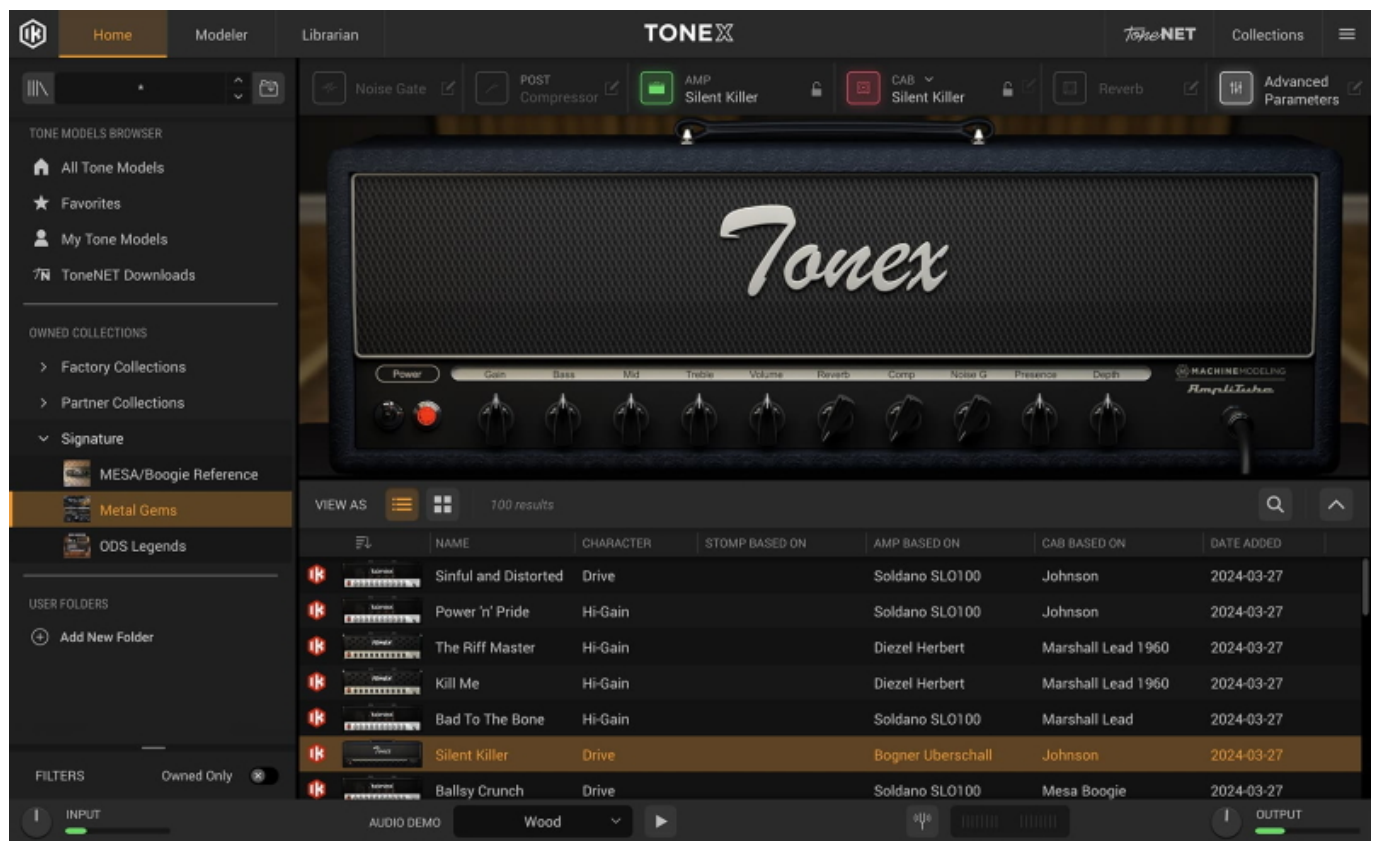 Home Modeler Librarian TONEX ToneNET Collections
*
Noise Gate
POST
Compressor
AMP
Silent Killer
CAB
Silent Killer
Reverb
Advanced
Parameters
TONE MODELS BROWSER
All Tone Models
Favorites
My Tone Models
ToneNET Downloads
OWNED COLLECTIONS
Factory Collections
Partner Collections
Signature
MESA/Boogie Reference
Metal Gems
ODS Legends
USER FOLDERS
Add New Folder
FILTERS Owned Only
Tonex
Power Gain Bass Mid Treble Volume Reverb Comp Noise G Presence Depth
MACHINEMODELING
AmpliTube
VIEW AS 100 results
NAME CHARACTER STOMP BASED ON AMP BASED ON CAB BASED ON DATE ADDED
Sinful and Distorted Drive Soldano SLO100 Johnson 2024-03-27
Power 'n' Pride Hi-Gain Soldano SLO100 Johnson 2024-03-27
The Riff Master Hi-Gain Diezel Herbert Marshall Lead 1960 2024-03-27
Kill Me Hi-Gain Diezel Herbert Marshall Lead 1960 2024-03-27
Bad To The Bone Hi-Gain Soldano SLO100 Marshall Lead 2024-03-27
Silent Killer Drive Bogner Uberschall Johnson 2024-03-27
Ballsy Crunch Drive Soldano SLO100 Mesa Boogie 2024-03-27
INPUT AUDIO DEMO Wood OUTPUT